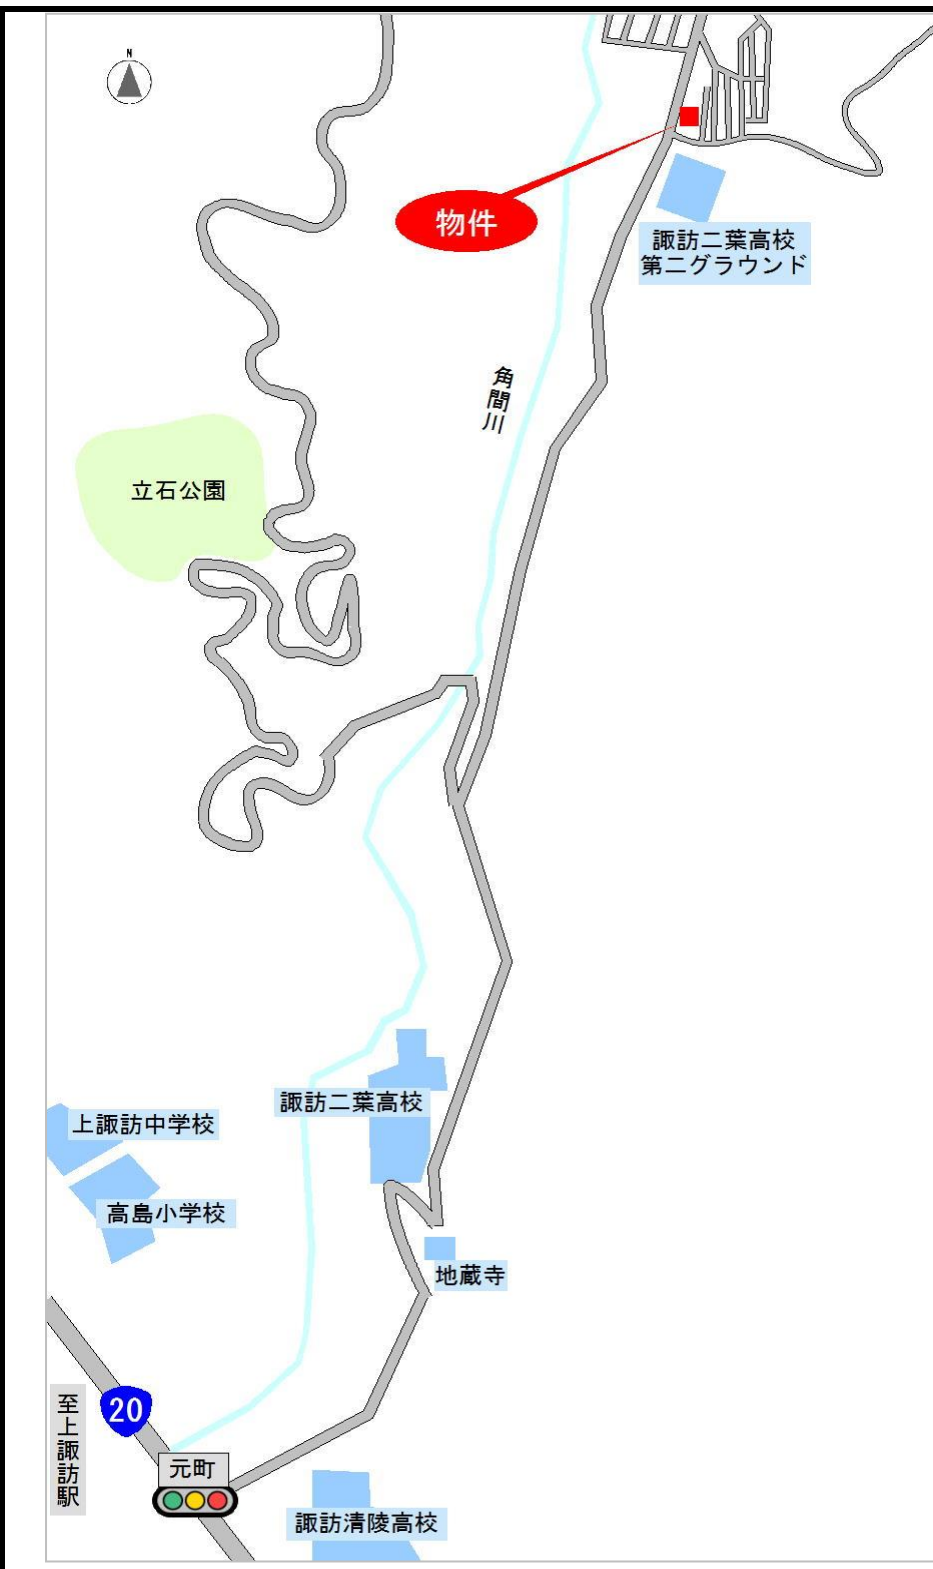 N
物件
諏訪二葉高校
第二グラウンド
角間川
立石公園
諏訪二葉高校
上諏訪中学校
高島小学校
地蔵寺
20
至上諏訪駅
元町
諏訪清陵高校